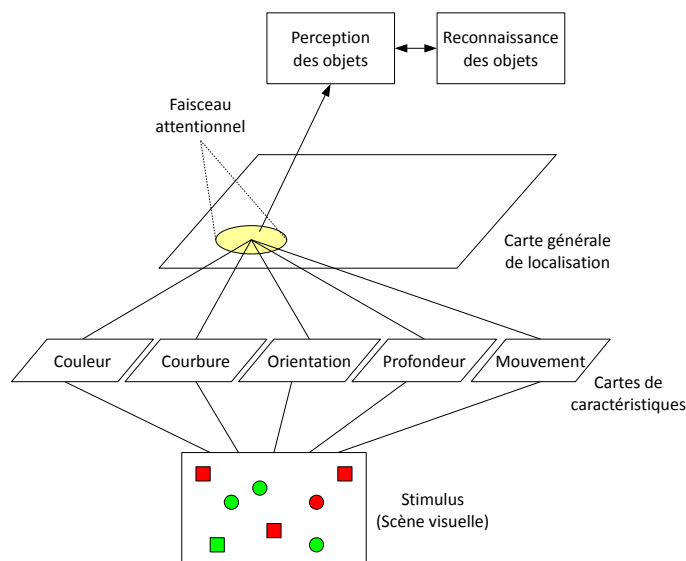 Perception
des objets
Reconnaissance
des objets
Faisceau
attentionnel
Carte générale
de localisation
Couleur
Courbure
Orientation
Profondeur
Mouvement
Cartes de
caractéristiques
Stimulus
(Scène visuelle)